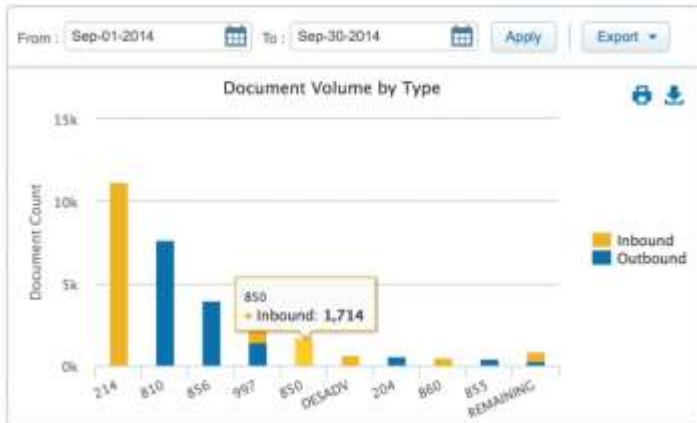 From : Sep-01-2014 To : Sep-30-2014 Apply Export
Document Volume by Type
15k
10k
5k
0k
Document Count
850
Inbound: 1,714
Inbound
Outbound
214 810 856 997 850 DESADV 204 860 855 REMAINING